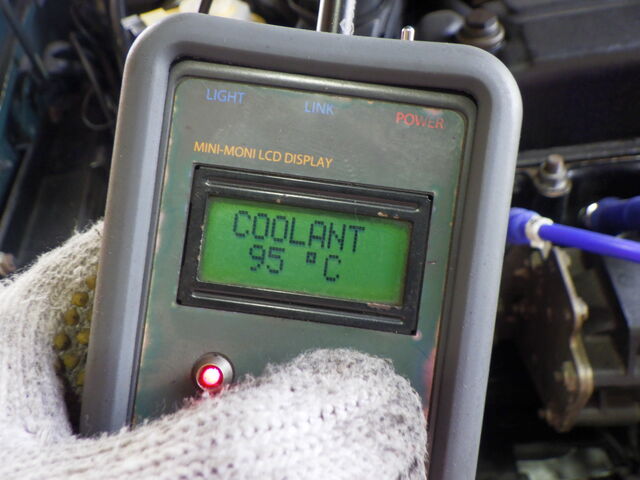 LIGHT LINK POWER
MINI-MONI LCD DISPLAY
COOLANT
95 °C